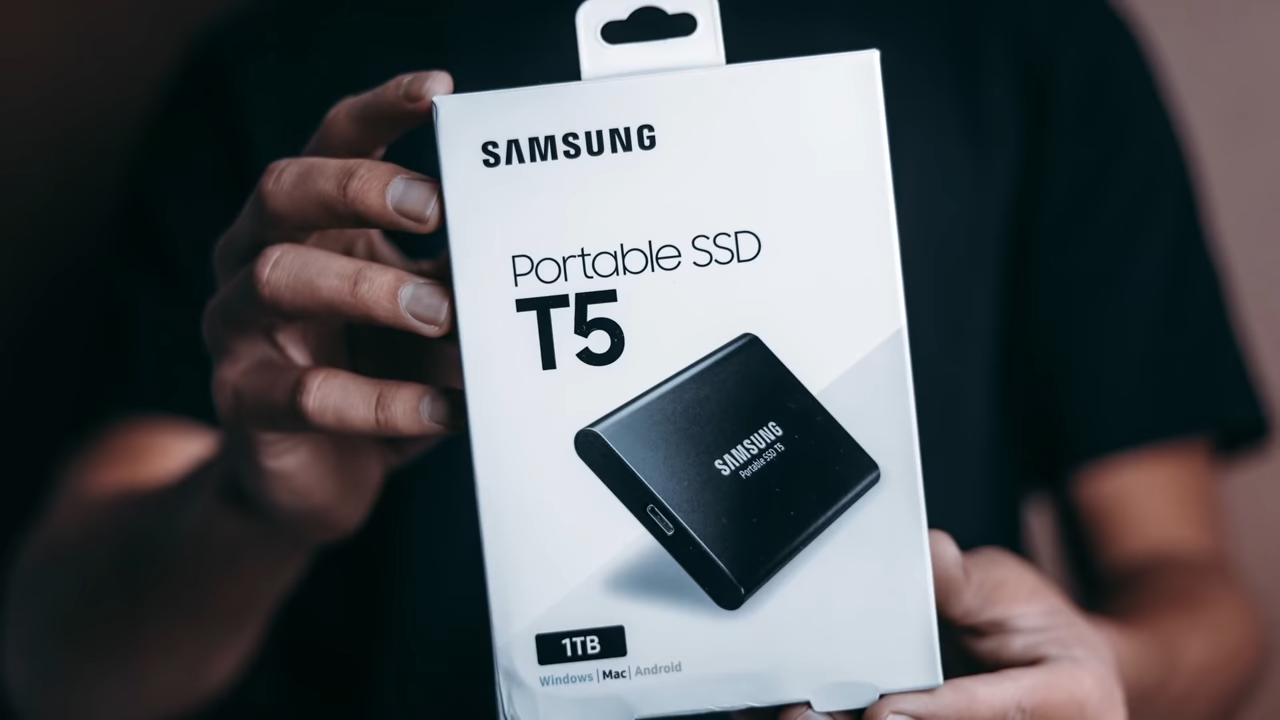 SAMSUNG
Portable SSD
T5
SAMSUNG
Portable SSD T5
1TB
Windows | Mac | Android